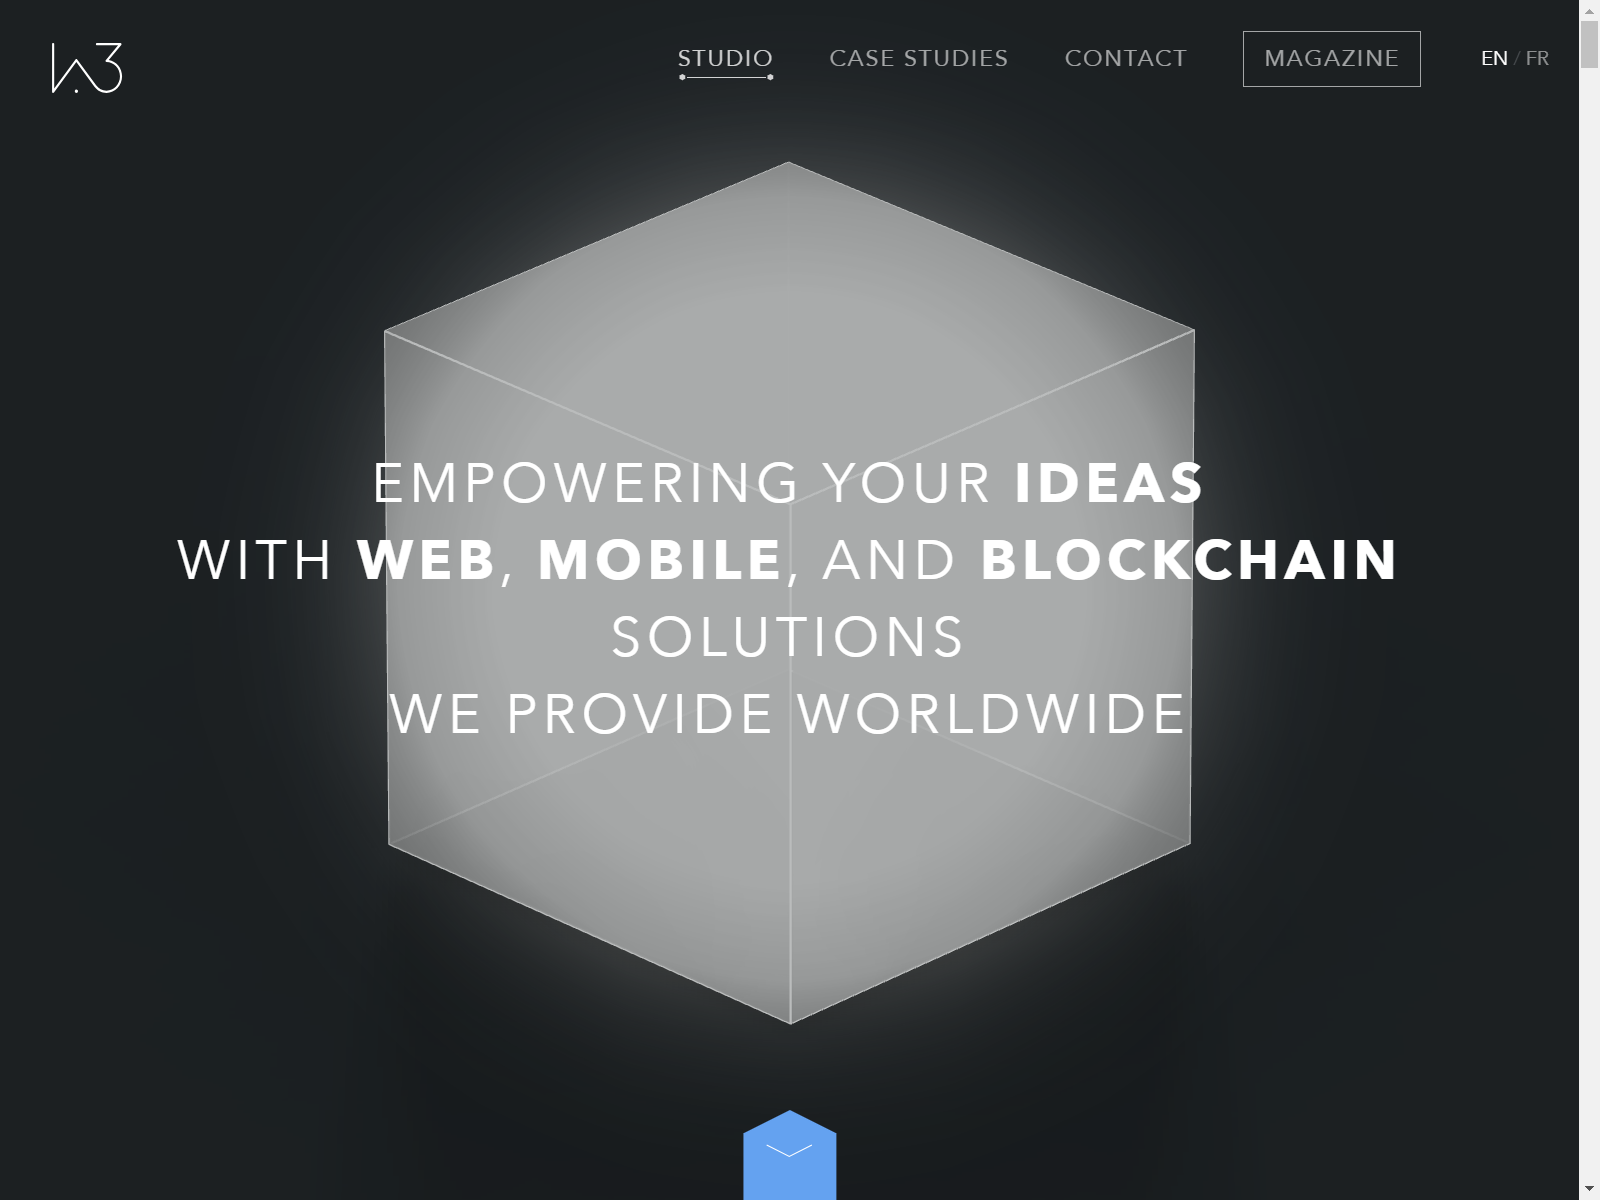 STUDIO CASE STUDIES CONTACT MAGAZINE EN / FR
EMPOWERING YOUR IDEAS
WITH WEB, MOBILE, AND BLOCKCHAIN
SOLUTIONS
WE PROVIDE WORLDWIDE